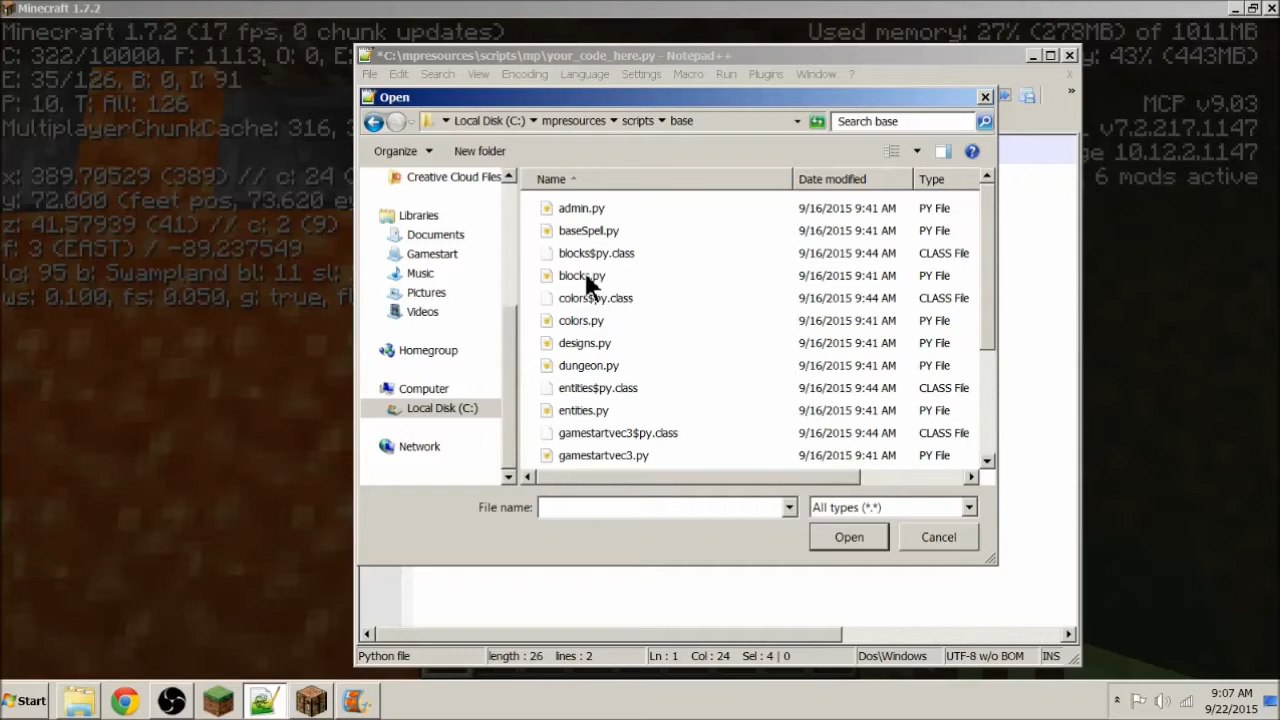 Minecraft 1.7.2
Minecraft 1.7.2 (17 fps, 0 chunk updates)
C: 322/10000. F: 1113, O: 0,
E: 35/126. B: 0, I: 91
P: 10. T: All: 126
MultiplayerChunkCache: 316, 3
x: 389.70595 (389) // c: 24 (
y: 72.000 (feet pos, 73.620 ey
z: 41.57939 (41) // c: 2 (9)
f: 3 (EAST) / -89.237549
lc: 95 b: Swampland bl: 11 sl:
ws: 0.100, fs: 0.050, g: true, fl
Used memory: 27% (278MB) of 1011MB
y: 43% (443MB)
MCP v9.03
v7.2.217.1147
ge 10.12.2.1147
6 mods active
*C:\mpresources\scripts\mp\your_code_here.py - Notepad++
File Edit Search View Encoding Language Settings Macro Run Plugins Window ? X
Open
Local Disk (C:) mpresources scripts base
Search base
Organize New folder
Creative Cloud Files
Libraries
Documents
Gamestart
Music
Pictures
Videos
Homegroup
Computer
Local Disk (C:)
Network
Name Date modified Type
admin.py 9/16/2015 9:41 AM PY File
baseSpell.py 9/16/2015 9:41 AM PY File
blocks$py.class 9/16/2015 9:44 AM CLASS File
blocks.py 9/16/2015 9:41 AM PY File
colors$py.class 9/16/2015 9:44 AM CLASS File
colors.py 9/16/2015 9:41 AM PY File
designs.py 9/16/2015 9:41 AM PY File
dungeon.py 9/16/2015 9:41 AM PY File
entities$py.class 9/16/2015 9:44 AM CLASS File
entities.py 9/16/2015 9:41 AM PY File
gamestartvec3$py.class 9/16/2015 9:44 AM CLASS File
gamestartvec3.py 9/16/2015 9:41 AM PY File
File name:
All types (*.*)
Open Cancel
Python file length : 26 lines : 2 Ln : 1 Col : 24 Sel : 4 | 0 Dos\Windows UTF-8 w/o BOM INS
Start
9:07 AM
9/22/2015